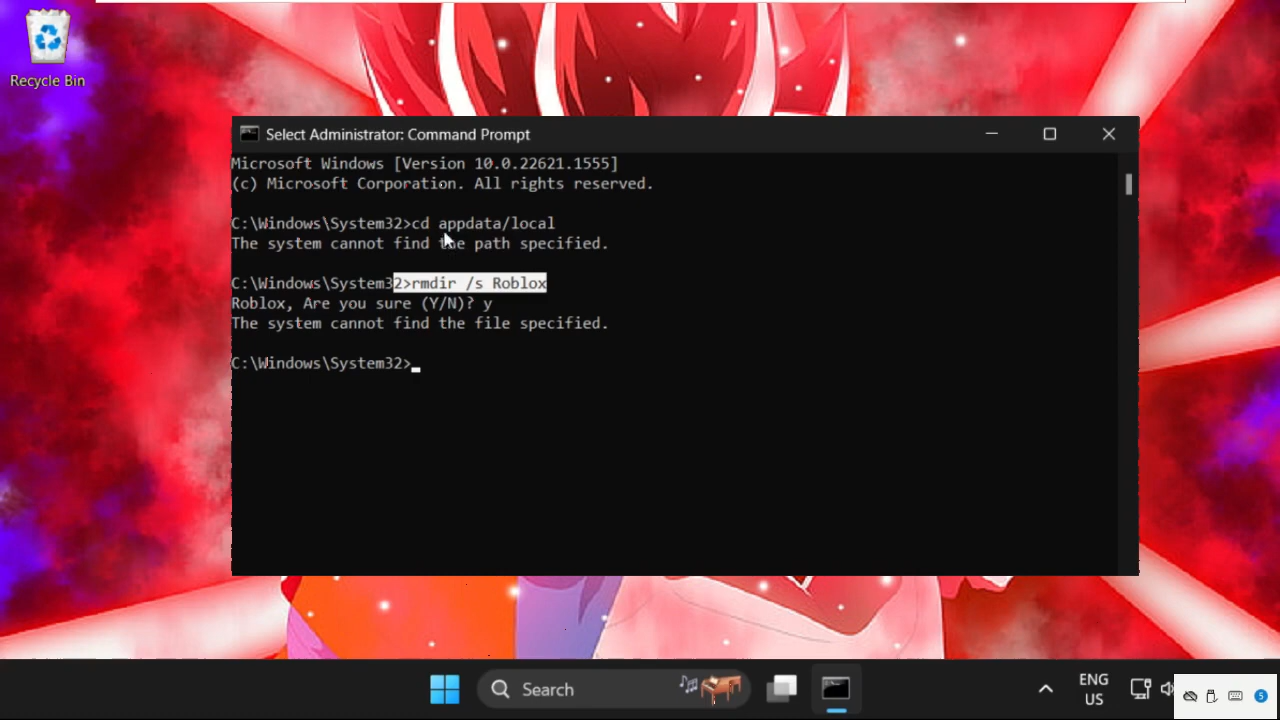 Recycle Bin
Select Administrator: Command Prompt
Microsoft Windows [Version 10.0.22621.1555]
(c) Microsoft Corporation. All rights reserved.
C:\Windows\System32>cd appdata/local
The system cannot find the path specified.
C:\Windows\System32>rmdir /s Roblox
Roblox, Are you sure (Y/N)? y
The system cannot find the file specified.
C:\Windows\System32>
Search
ENG
US
5